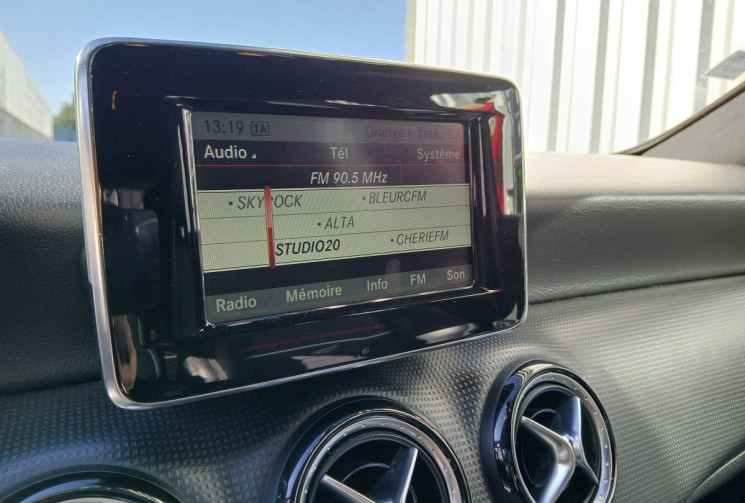 13:19 TA Orange F
Audio Tél Système
FM 90.5 MHz
• SKYROCK • BLEURCFM
• ALTA
STUDIO20 • CHERIEFM
Radio Mémoire Info FM Son